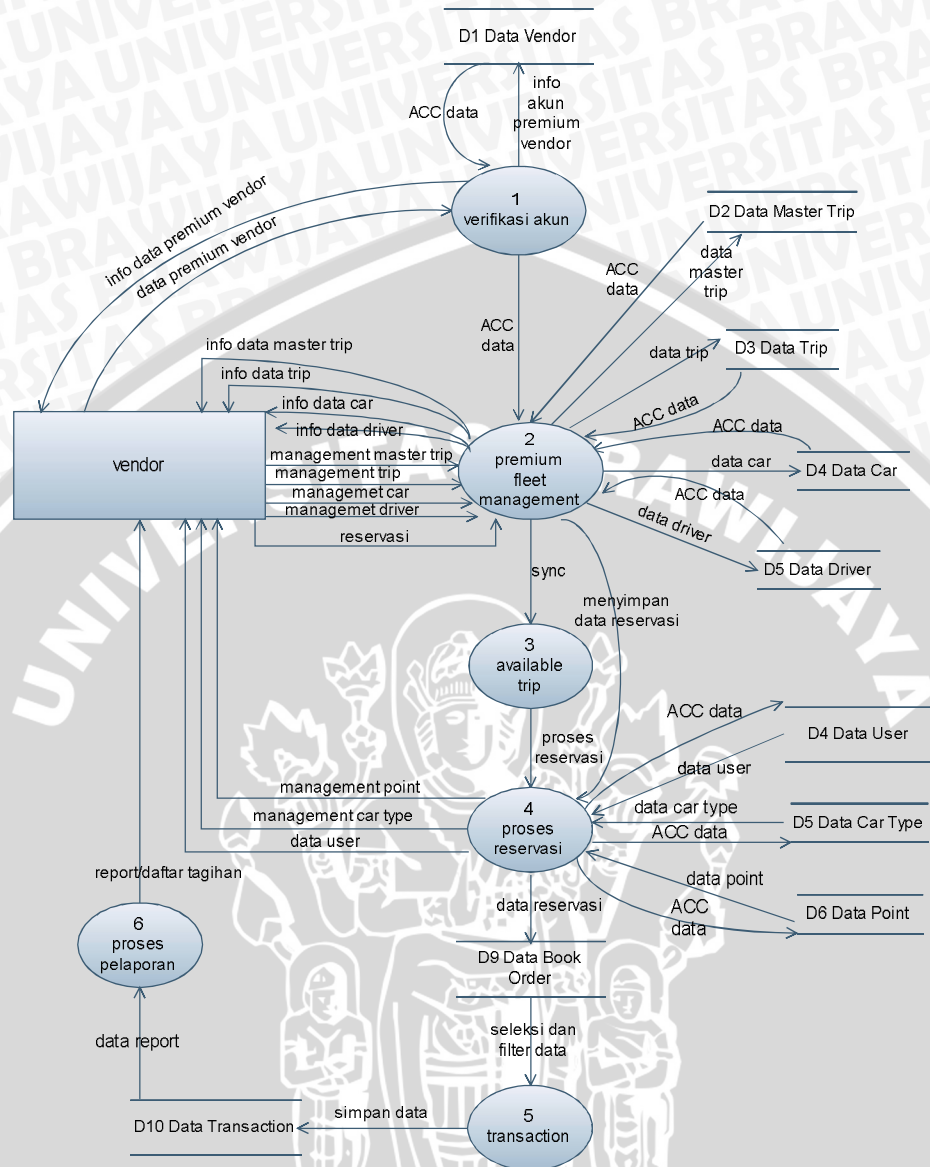 D1 Data Vendor
ACC data
info
akun
premium
vendor
1
verifikasi akun
info data premium vendor
data premium vendor
D2 Data Master Trip
ACC
data
data
master
trip
ACC
data
info data master trip
info data trip
info data car
info data driver
data trip
D3 Data Trip
ACC data
ACC data
vendor
management master trip
management trip
managemet car
managemet driver
reservasi
2
premium
fleet
management
data car
D4 Data Car
ACC data
data driver
D5 Data Driver
sync
menyimpan
data reservasi
3
available
trip
proses
reservasi
ACC data
D4 Data User
data user
management point
management car type
data user
4
proses
reservasi
data car type
ACC data
D5 Data Car Type
data point
ACC
data
D6 Data Point
report/daftar tagihan
6
proses
pelaporan
data reservasi
D9 Data Book
Order
seleksi dan
filter data
data report
D10 Data Transaction
simpan data
5
transaction
UNIVERSITAS BRAWIJAYA